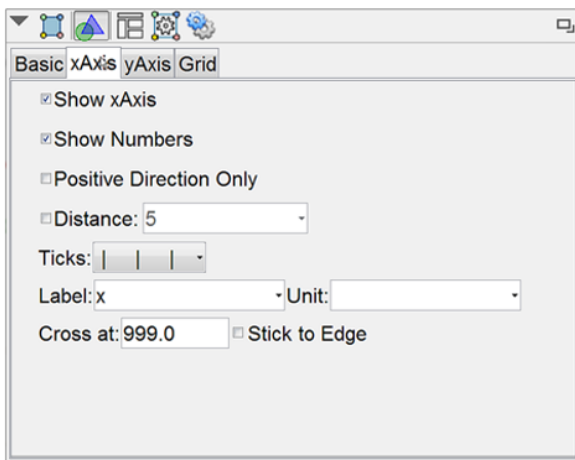 Basic xAxis yAxis Grid
Show xAxis
Show Numbers
Positive Direction Only
Distance: 5
Ticks: | | |
Label: x Unit:
Cross at: 999.0 Stick to Edge